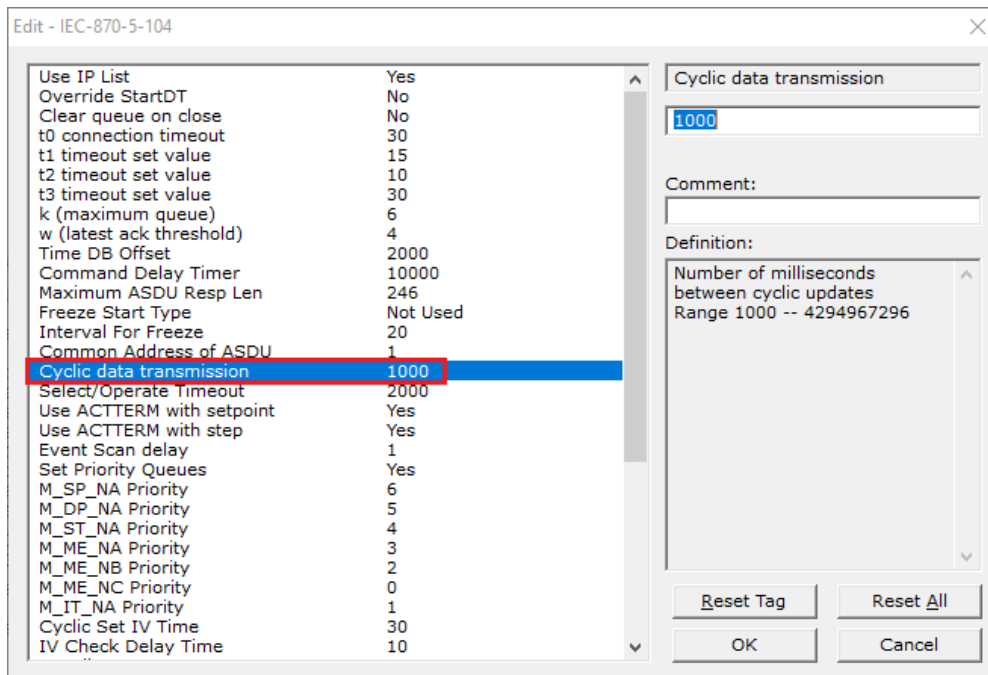 Edit - IEC-870-5-104
Use IP List Yes
Override StartDT No
Clear queue on close No
t0 connection timeout 30
t1 timeout set value 15
t2 timeout set value 10
t3 timeout set value 30
k (maximum queue) 6
w (latest ack threshold) 4
Time DB Offset 2000
Command Delay Timer 10000
Maximum ASDU Resp Len 246
Freeze Start Type Not Used
Interval For Freeze 20
Common Address of ASDU 1
Cyclic data transmission 1000
Select/Operate Timeout 2000
Use ACTTERM with setpoint Yes
Use ACTTERM with step Yes
Event Scan delay 1
Set Priority Queues Yes
M_SP_NA Priority 6
M_DP_NA Priority 5
M_ST_NA Priority 4
M_ME_NA Priority 3
M_ME_NB Priority 2
M_ME_NC Priority 0
M_IT_NA Priority 1
Cyclic Set IV Time 30
IV Check Delay Time 10
Cyclic data transmission
1000
Comment:
Definition:
Number of milliseconds
between cyclic updates
Range 1000 -- 4294967296
Reset Tag Reset All
OK Cancel